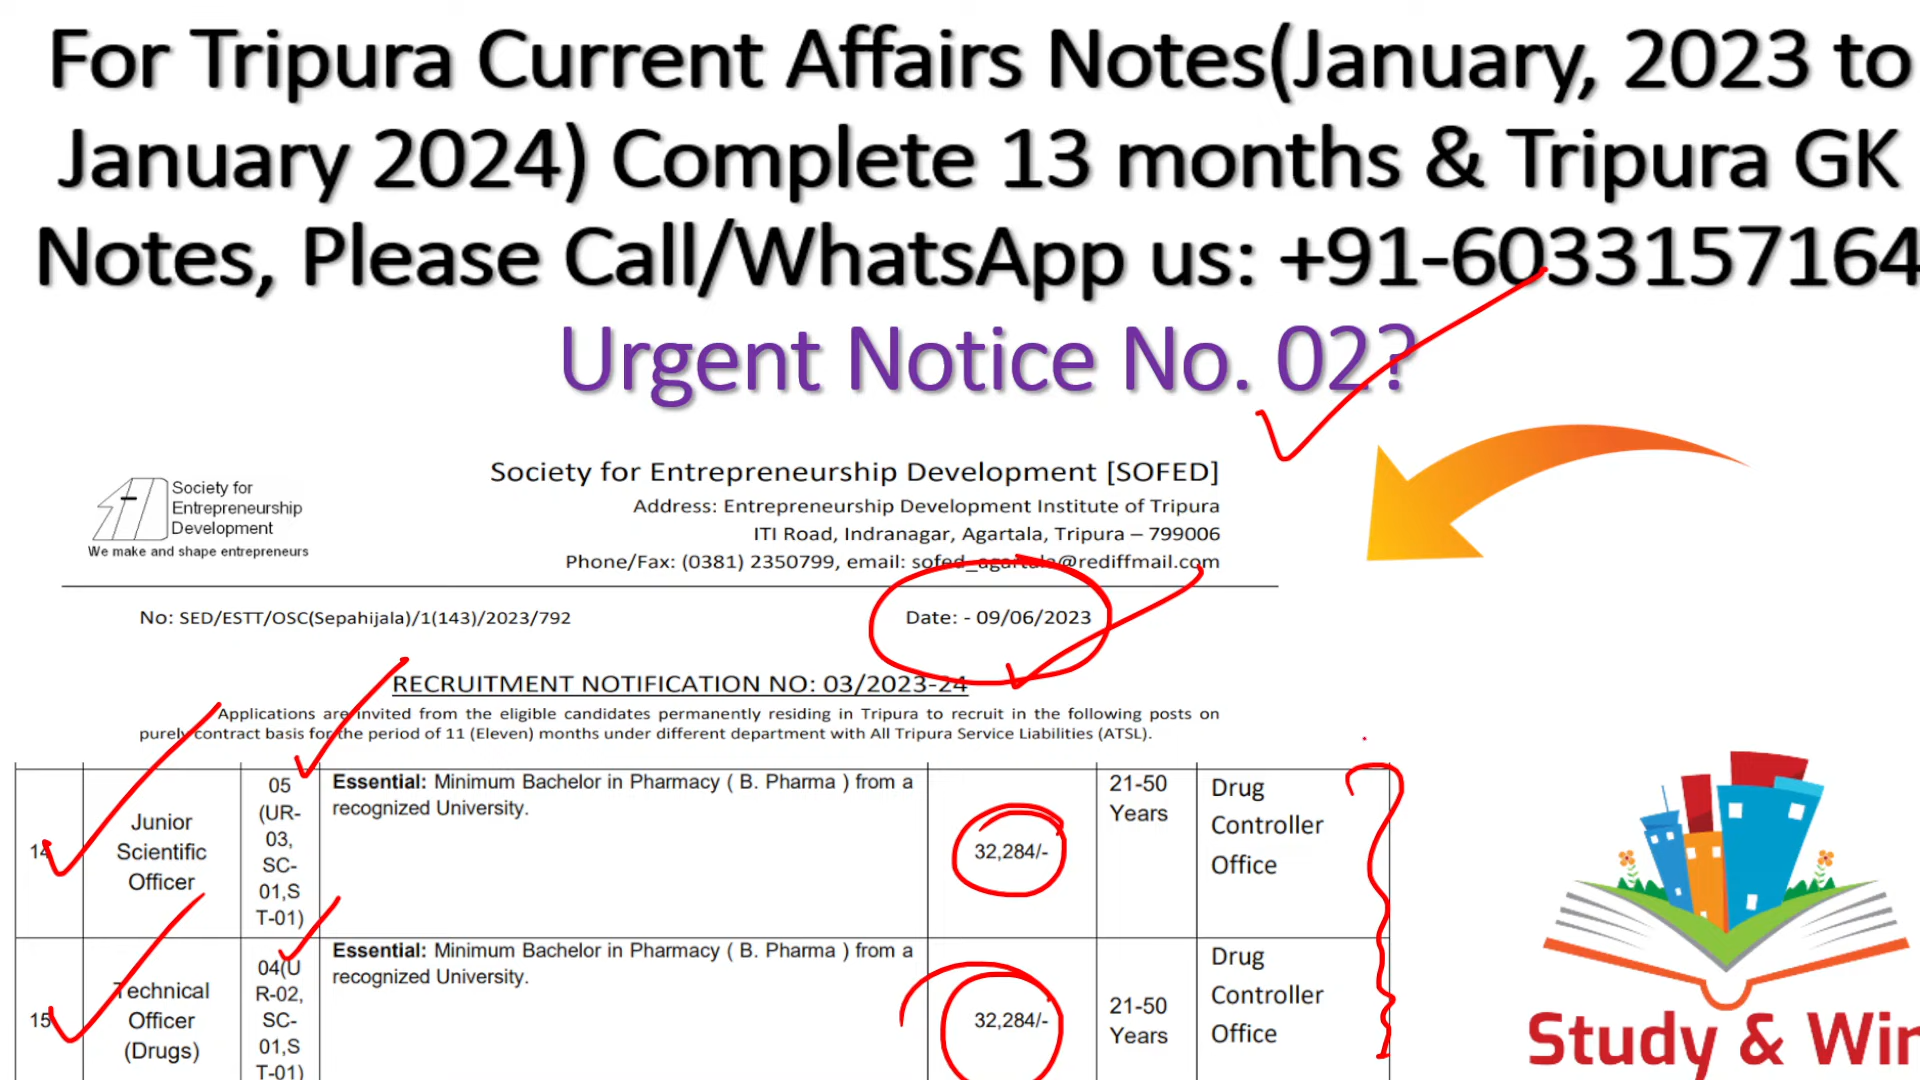 For Tripura Current Affairs Notes(January, 2023 to
January 2024) Complete 13 months & Tripura GK
Notes, Please Call/WhatsApp us: +91-6033157164
Urgent Notice No. 02?
Society for
Entrepreneurship
Development
We make and shape entrepreneurs
Society for Entrepreneurship Development [SOFED]
Address: Entrepreneurship Development Institute of Tripura
ITI Road, Indranagar, Agartala, Tripura – 799006
Phone/Fax: (0381) 2350799, email: sofed_agartala@rediffmail.com
No: SED/ESTT/OSC(Sepahijala)/1(143)/2023/792
Date: - 09/06/2023
RECRUITMENT NOTIFICATION NO: 03/2023-24
Applications are invited from the eligible candidates permanently residing in Tripura to recruit in the following posts on
purely contract basis for the period of 11 (Eleven) months under different department with All Tripura Service Liabilities (ATSL).
14
Junior
Scientific
Officer
05
(UR-
03,
SC-
01,S
T-01)
Essential: Minimum Bachelor in Pharmacy ( B. Pharma ) from a
recognized University.
32,284/-
21-50
Years
Drug
Controller
Office
15
Technical
Officer
(Drugs)
04(U
R-02,
SC-
01,S
T-01)
Essential: Minimum Bachelor in Pharmacy ( B. Pharma ) from a
recognized University.
32,284/-
21-50
Years
Drug
Controller
Office
Study & Win